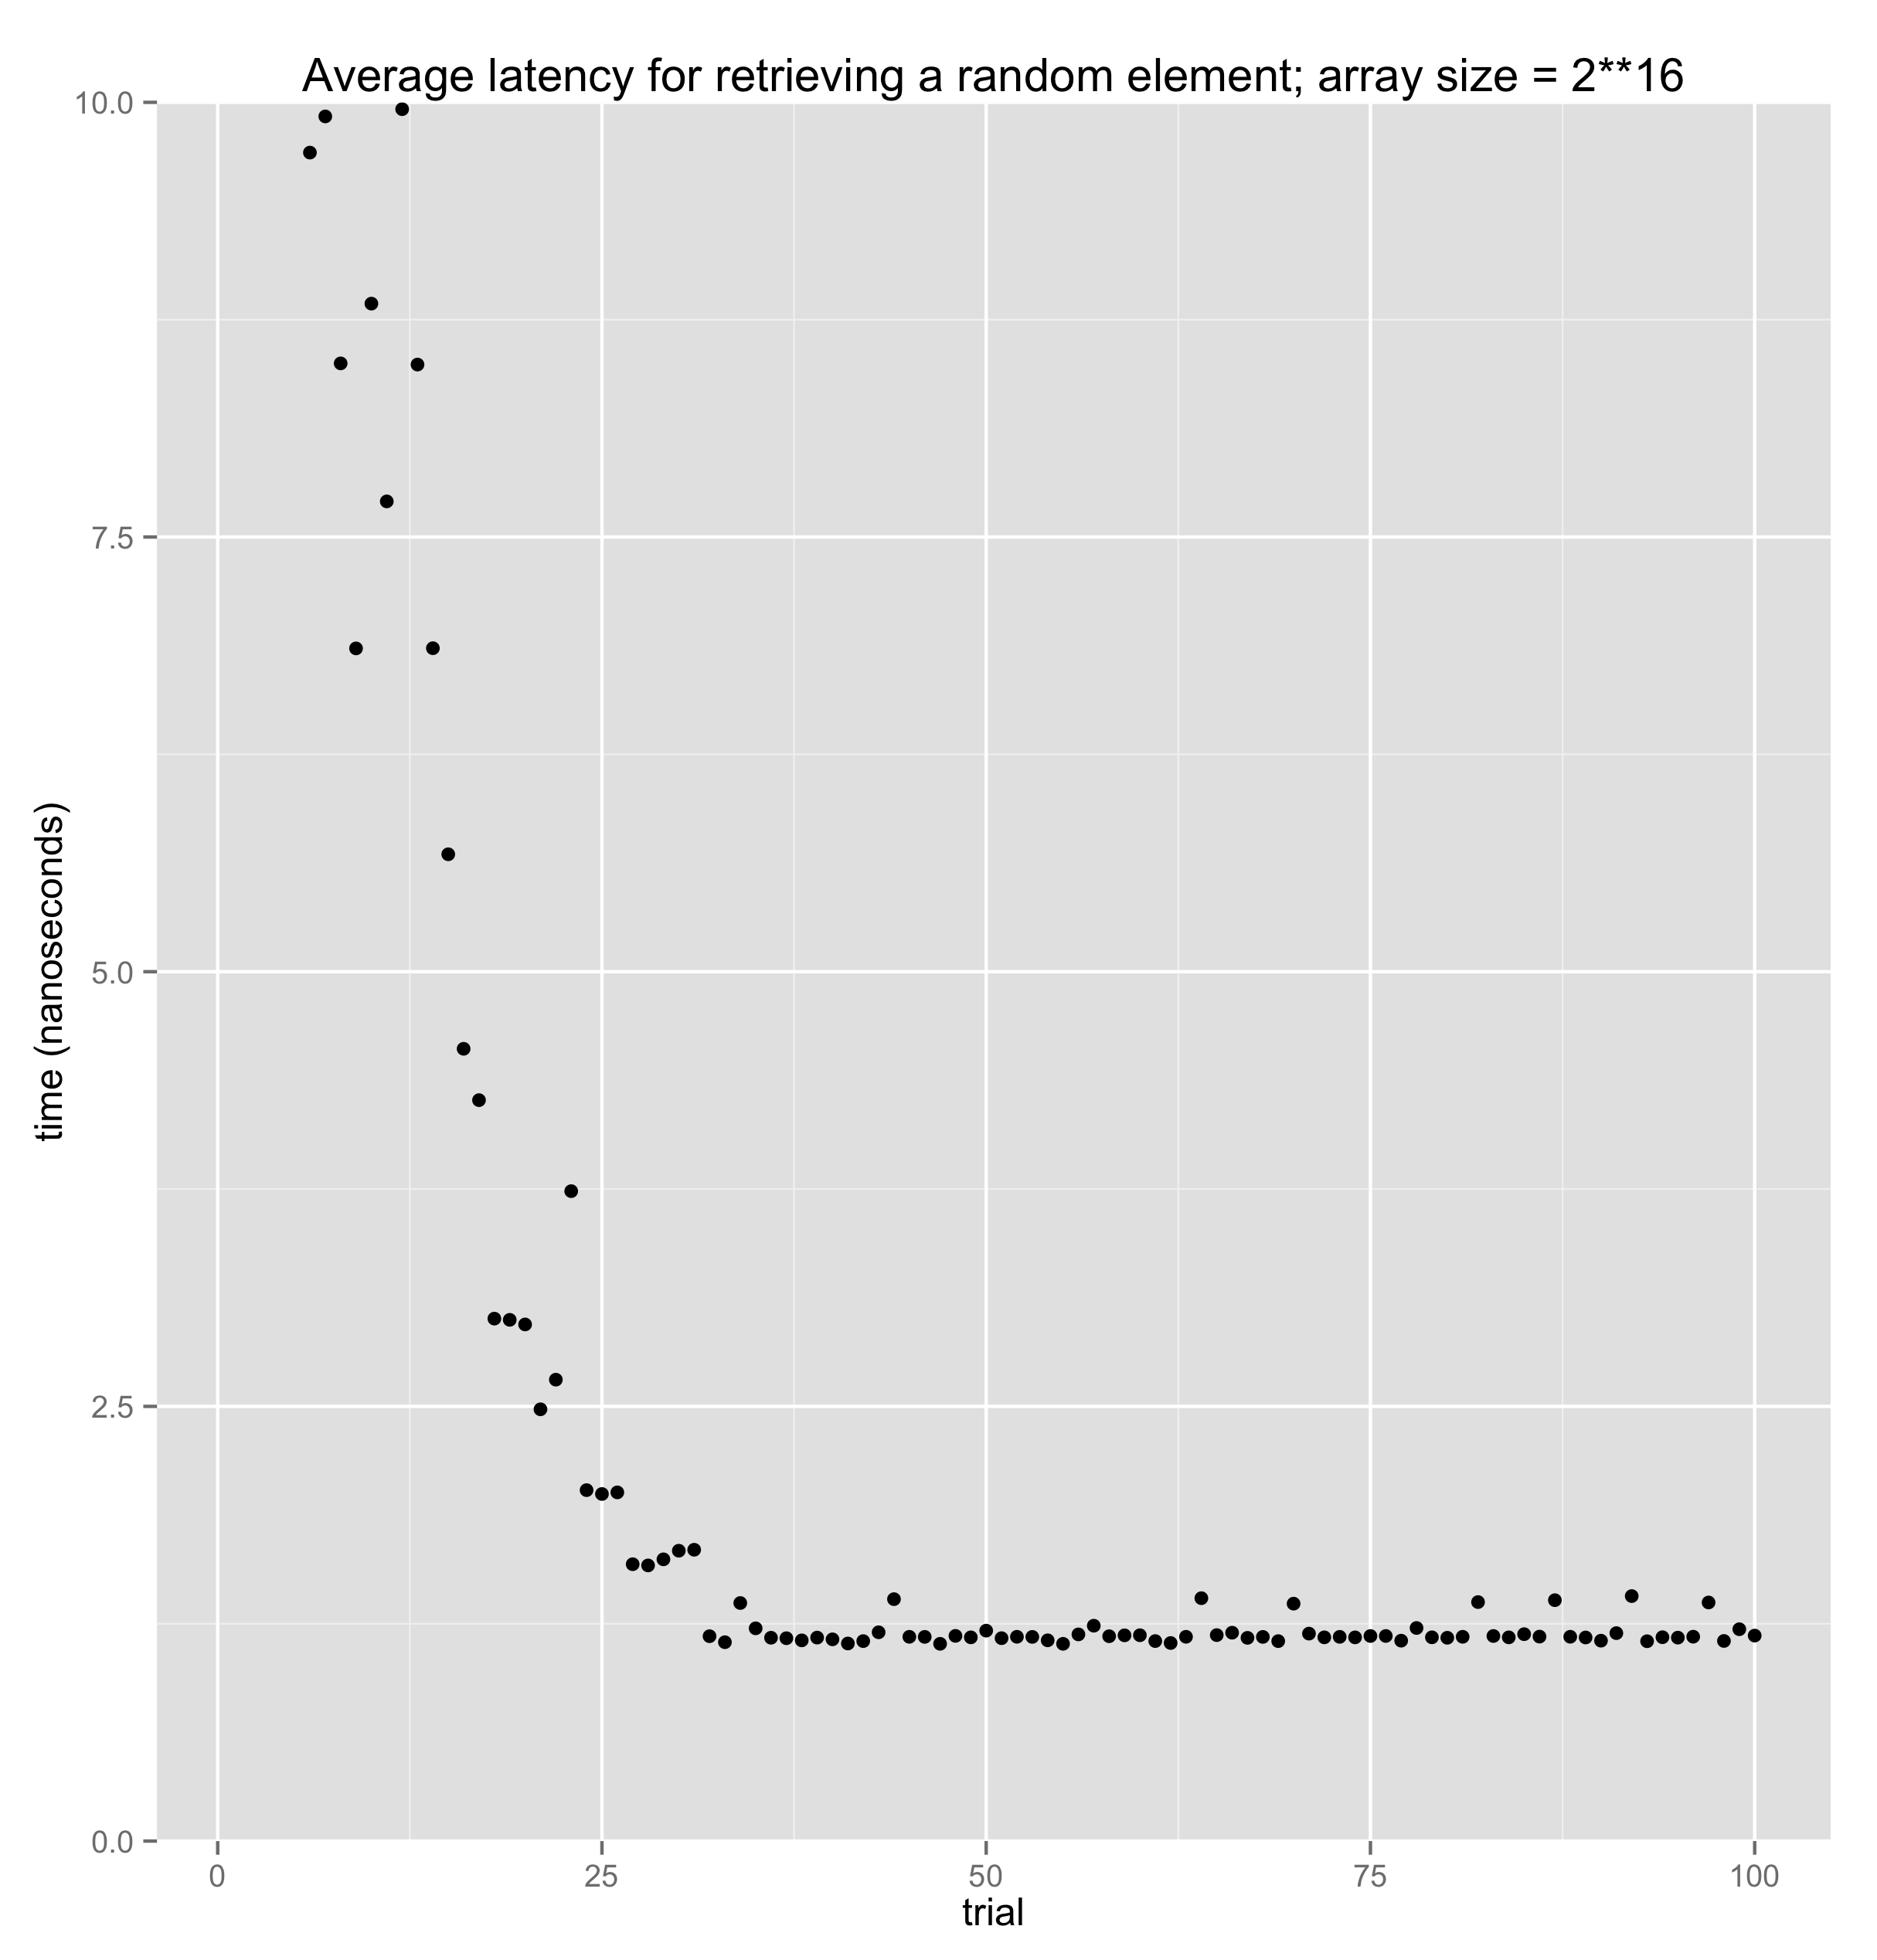 Average latency for retrieving a random element; array size = 2**16
10.0
7.5
5.0
2.5
0.0
time (nanoseconds)
0 25 50 75 100
trial